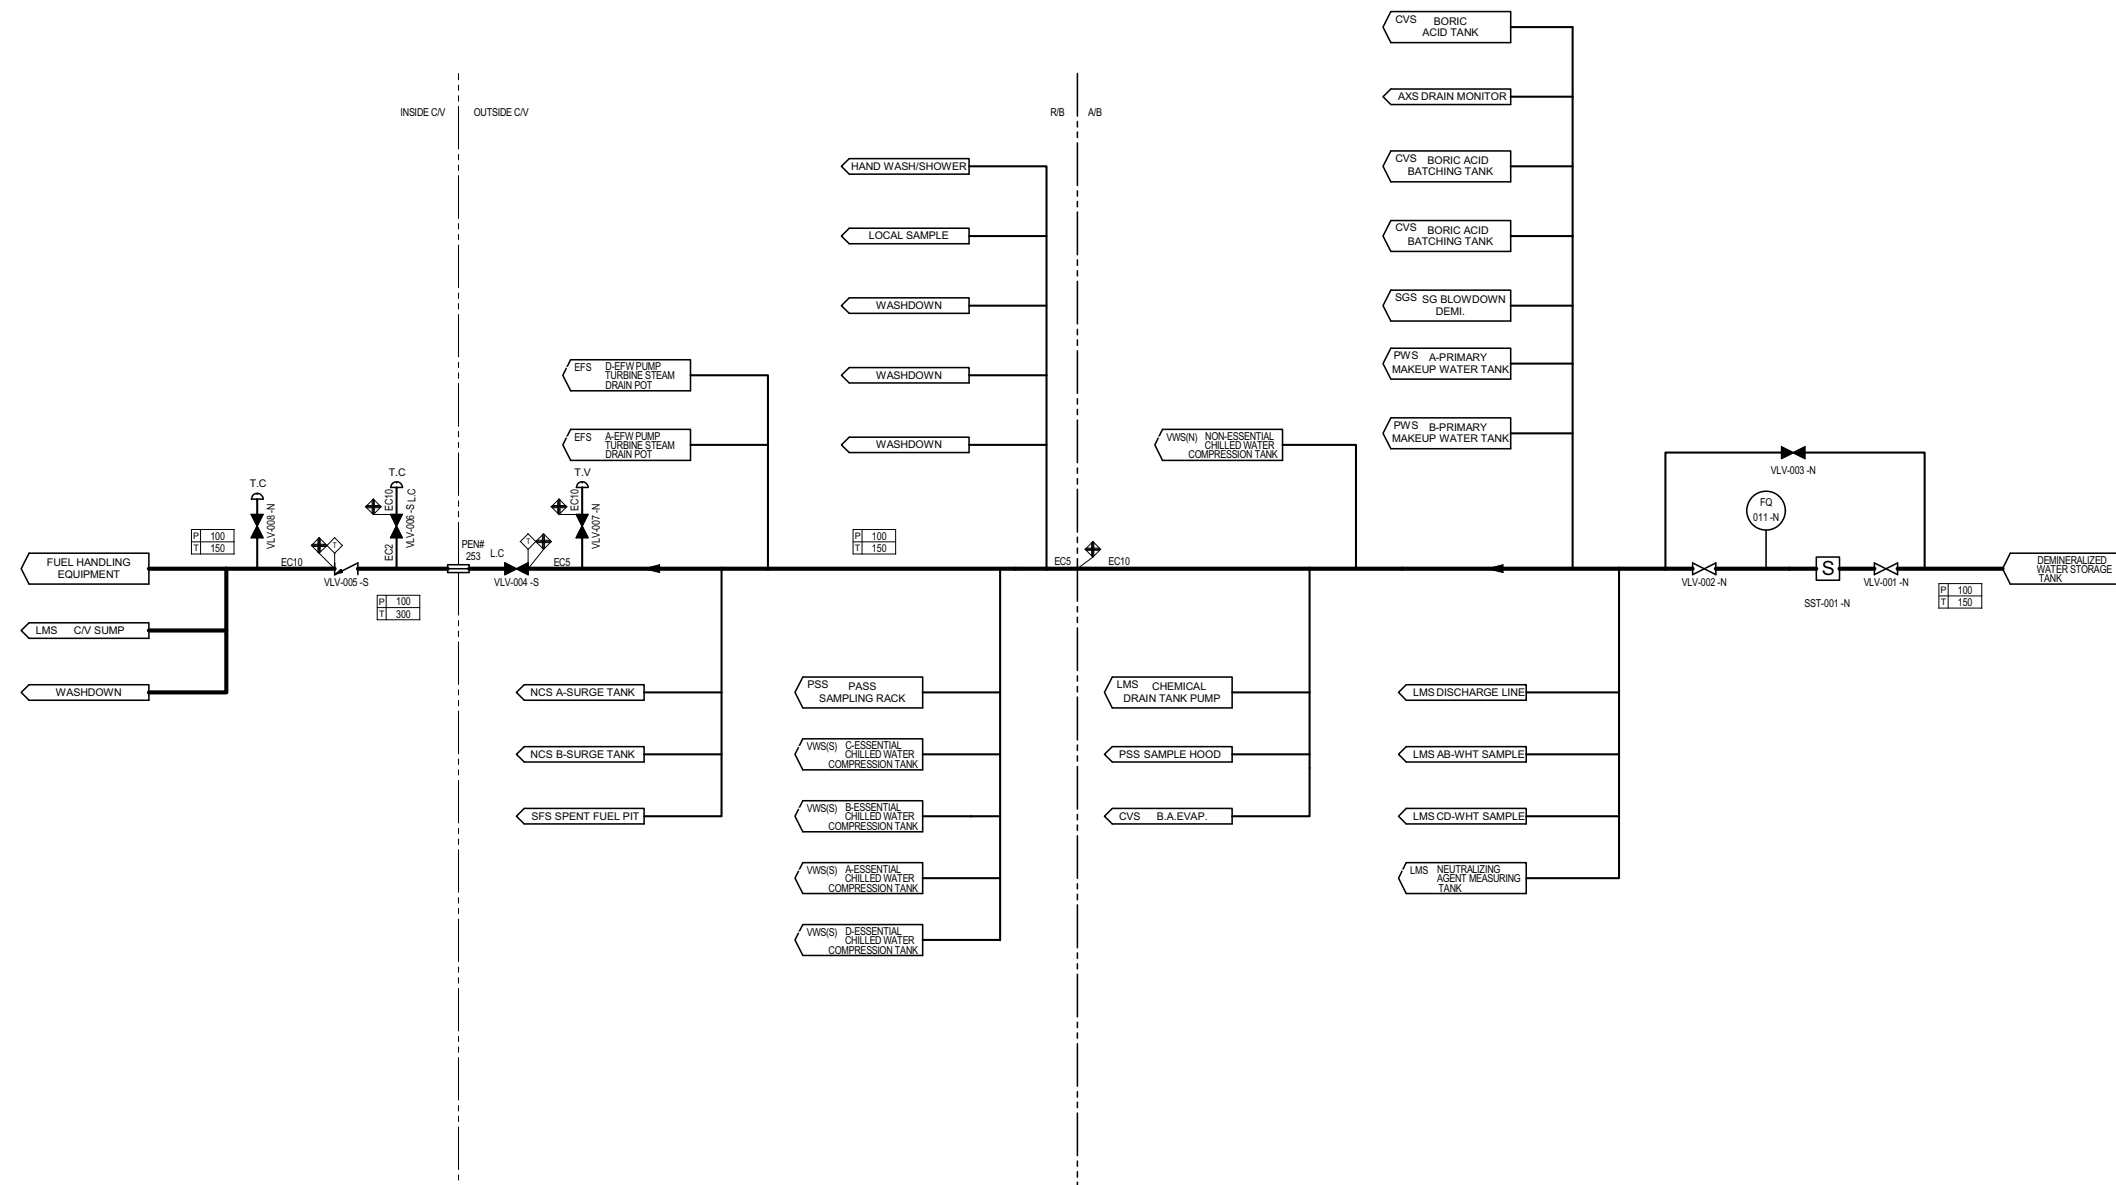 CVS BORIC
ACID TANK
AXS DRAIN MONITOR
INSIDE C/V
OUTSIDE C/V
R/B
A/B
HAND WASH/SHOWER
CVS BORIC ACID
BATCHING TANK
LOCAL SAMPLE
CVS BORIC ACID
BATCHING TANK
WASHDOWN
SGS SG BLOWDOWN
DEMI.
EFS D-EFW PUMP
TURBINE STEAM
DRAIN POT
WASHDOWN
PWS A-PRIMARY
MAKEUP WATER TANK
EFS A-EFW PUMP
TURBINE STEAM
DRAIN POT
WASHDOWN
VWS(N) NON-ESSENTIAL
CHILLED WATER
COMPRESSION TANK
PWS B-PRIMARY
MAKEUP WATER TANK
VLV-003 -N
T.C
VLV-008 -N
T.C
EC10
VLV-006 -S L.C
EC2
T.V
EC10
VLV-007 -N
FQ
011 -N
P 100
T 150
P 100
T 150
FUEL HANDLING
EQUIPMENT
EC10
T
VLV-005 -S
PEN#
253
L.C
T
VLV-004 -S
EC5
EC5
EC10
VLV-002 -N
S
SST-001 -N
VLV-001 -N
DEMINERALIZED
WATER STORAGE
TANK
P 100
T 300
P 100
T 150
LMS C/V SUMP
WASHDOWN
NCS A-SURGE TANK
PSS PASS
SAMPLING RACK
LMS CHEMICAL
DRAIN TANK PUMP
LMS DISCHARGE LINE
NCS B-SURGE TANK
VWS(S) C-ESSENTIAL
CHILLED WATER
COMPRESSION TANK
PSS SAMPLE HOOD
LMS AB-WHT SAMPLE
SFS SPENT FUEL PIT
VWS(S) B-ESSENTIAL
CHILLED WATER
COMPRESSION TANK
CVS B.A.EVAP.
LMS CD-WHT SAMPLE
VWS(S) A-ESSENTIAL
CHILLED WATER
COMPRESSION TANK
LMS NEUTRALIZING
AGENT MEASURING
TANK
VWS(S) D-ESSENTIAL
CHILLED WATER
COMPRESSION TANK